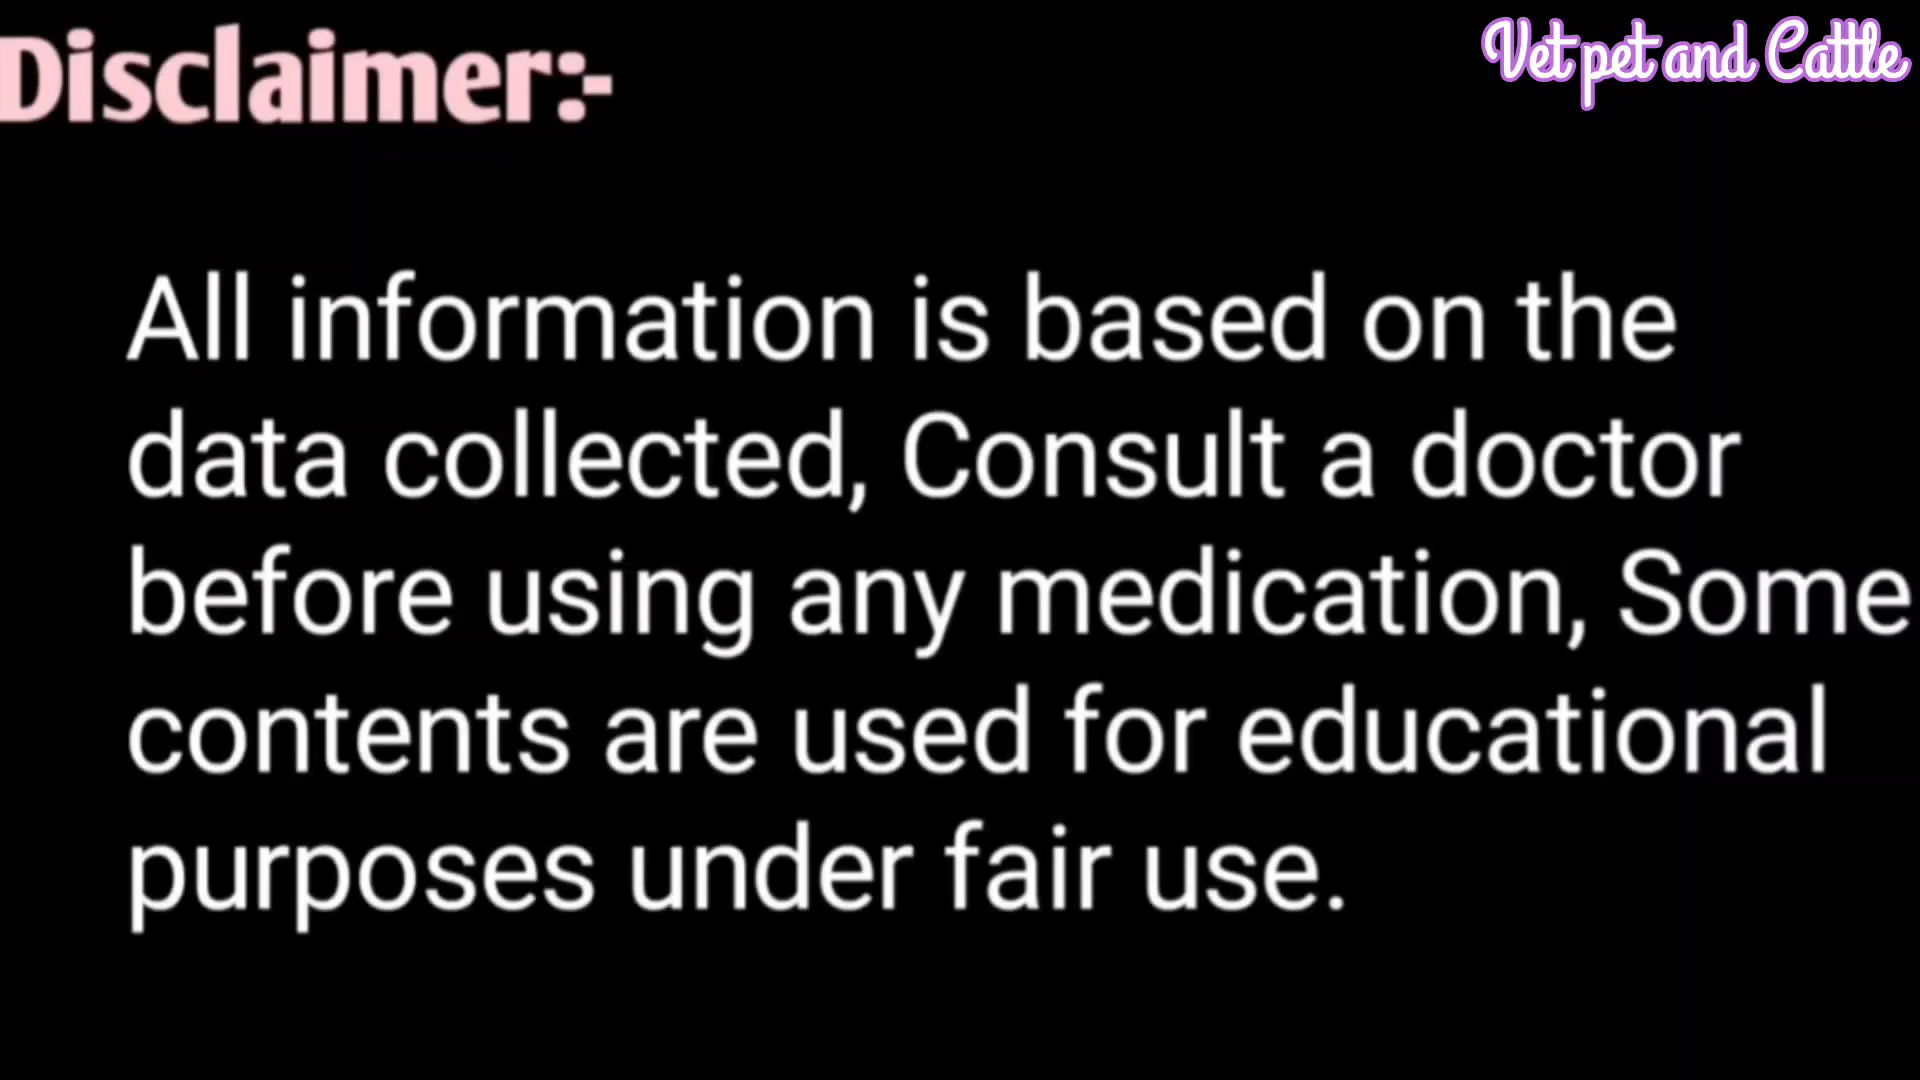 Disclaimer:-
Vet pet and Cattle
All information is based on the
data collected, Consult a doctor
before using any medication, Some
contents are used for educational
purposes under fair use.